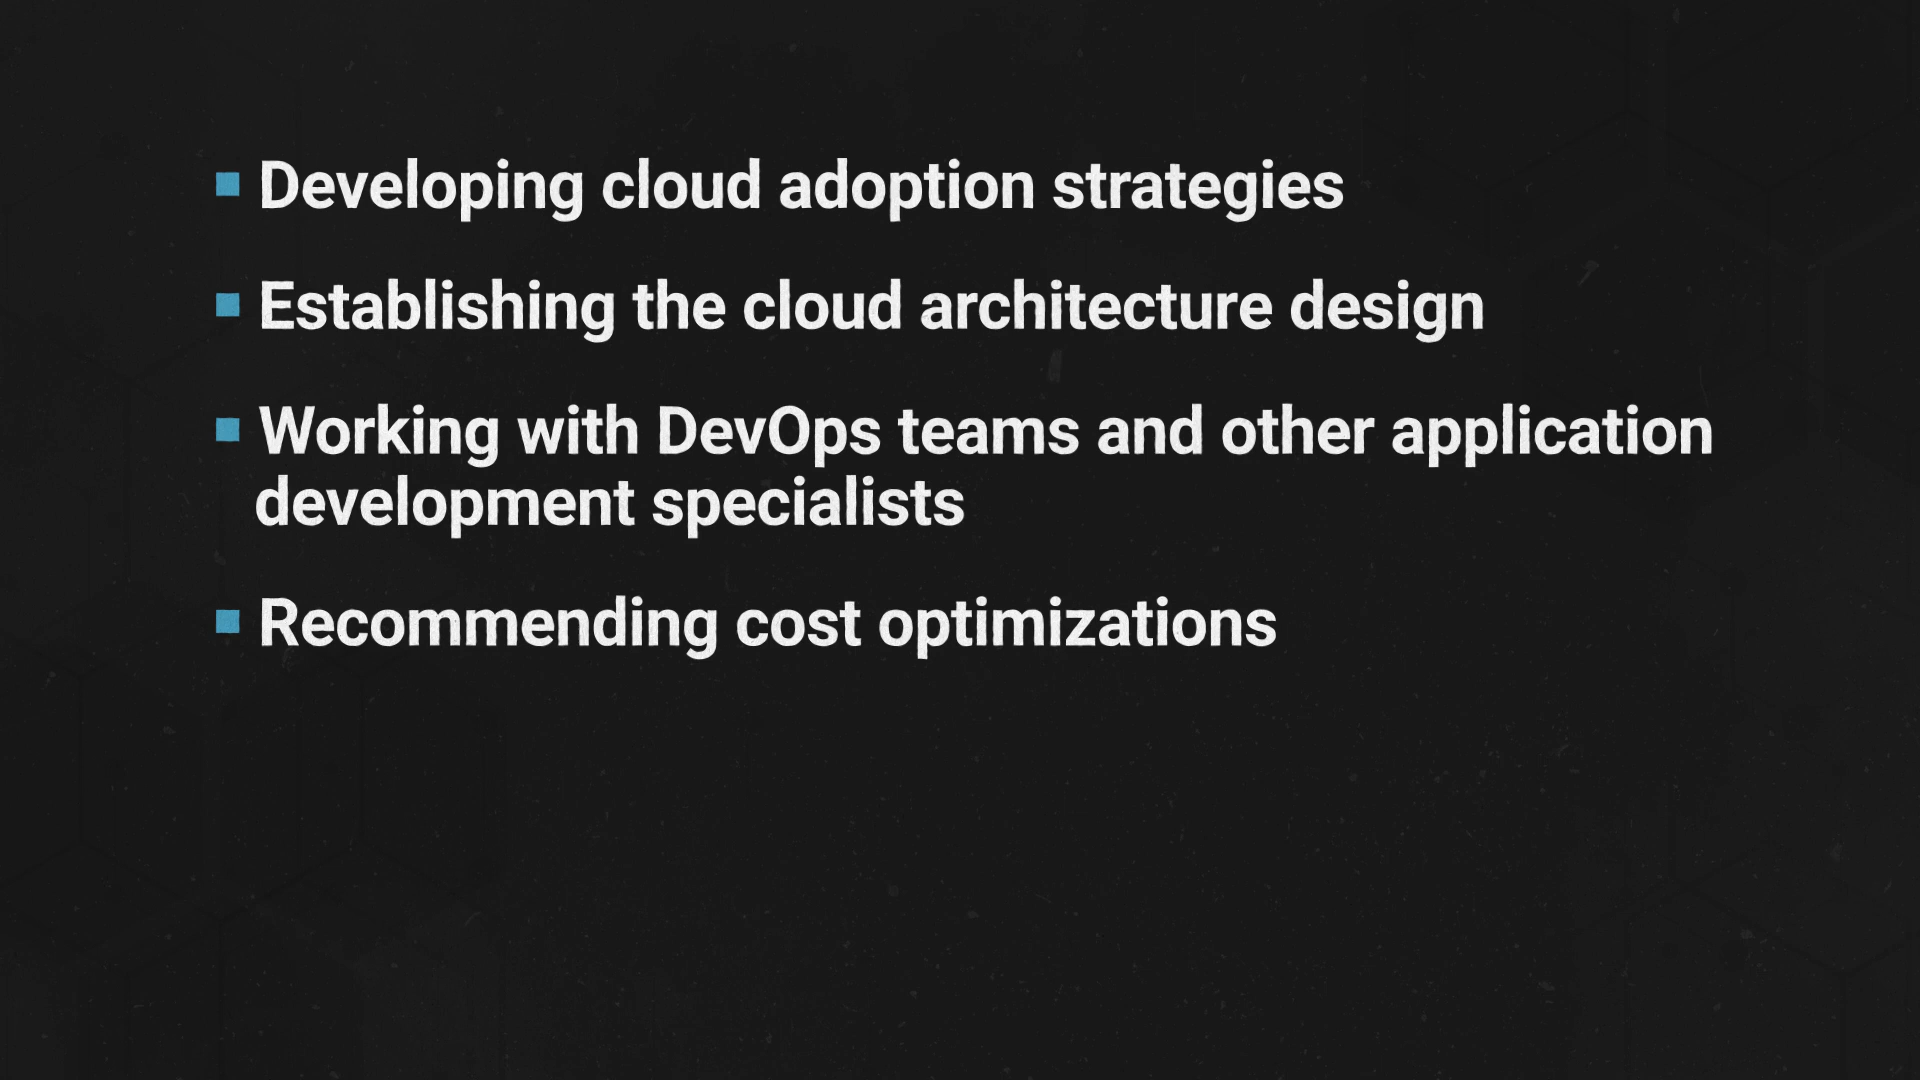 Developing cloud adoption strategies
Establishing the cloud architecture design
Working with DevOps teams and other application
development specialists
Recommending cost optimizations